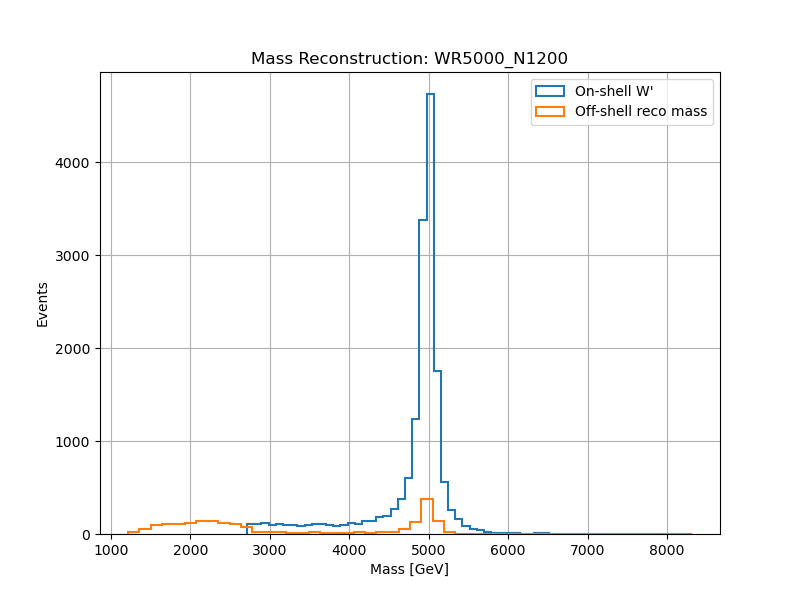 Mass Reconstruction: WR5000_N1200
On-shell W'
Off-shell reco mass
Events
4000
3000
2000
1000
0
1000 2000 3000 4000 5000 6000 7000 8000
Mass [GeV]